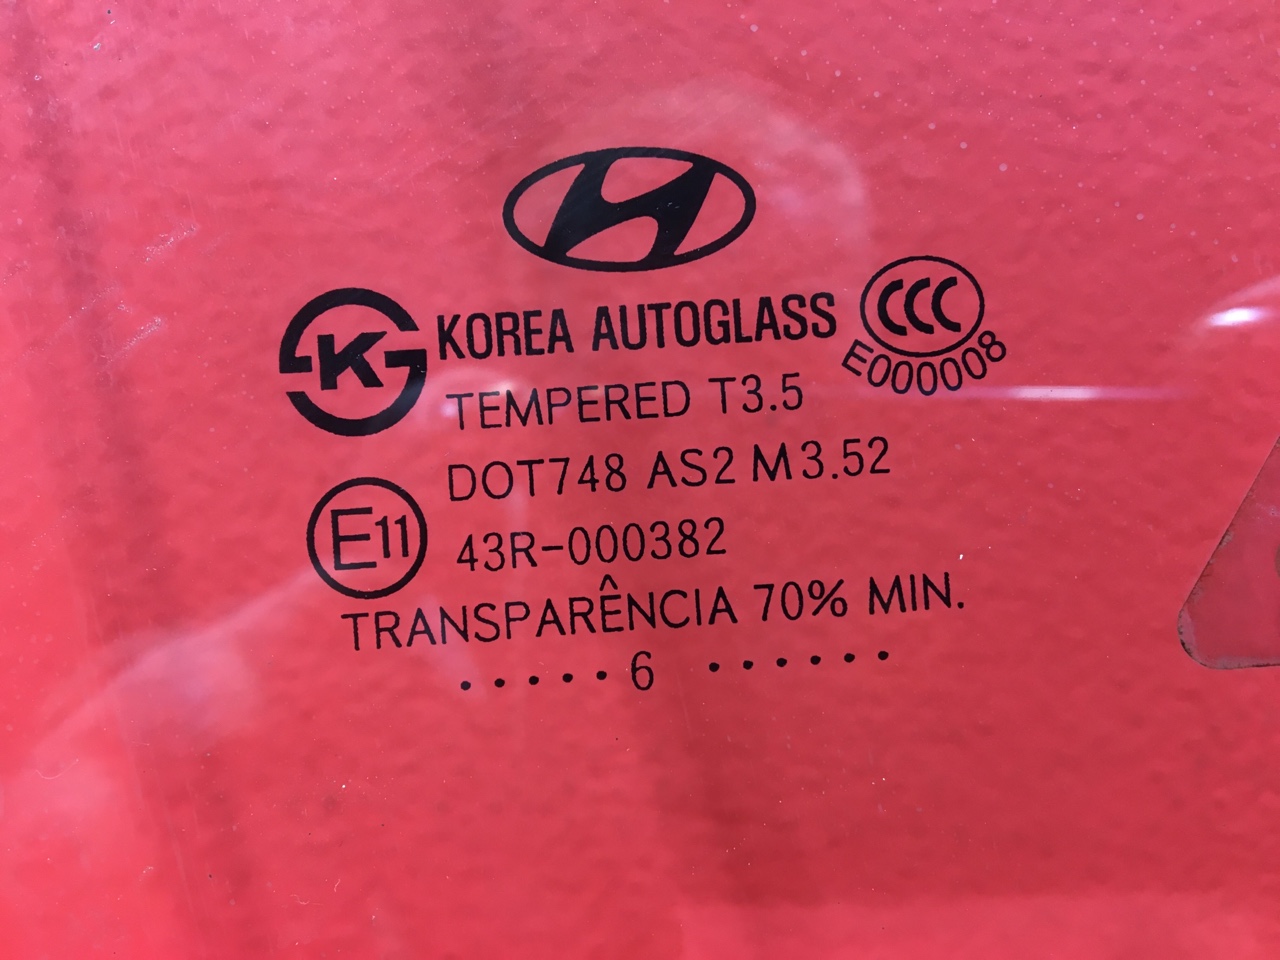 K
KOREA AUTOGLASS
CCC
E000008
TEMPERED T3.5
DOT748 AS2 M3.52
E11
43R-000382
TRANSPARÊNCIA 70% MIN.
.....6 ......